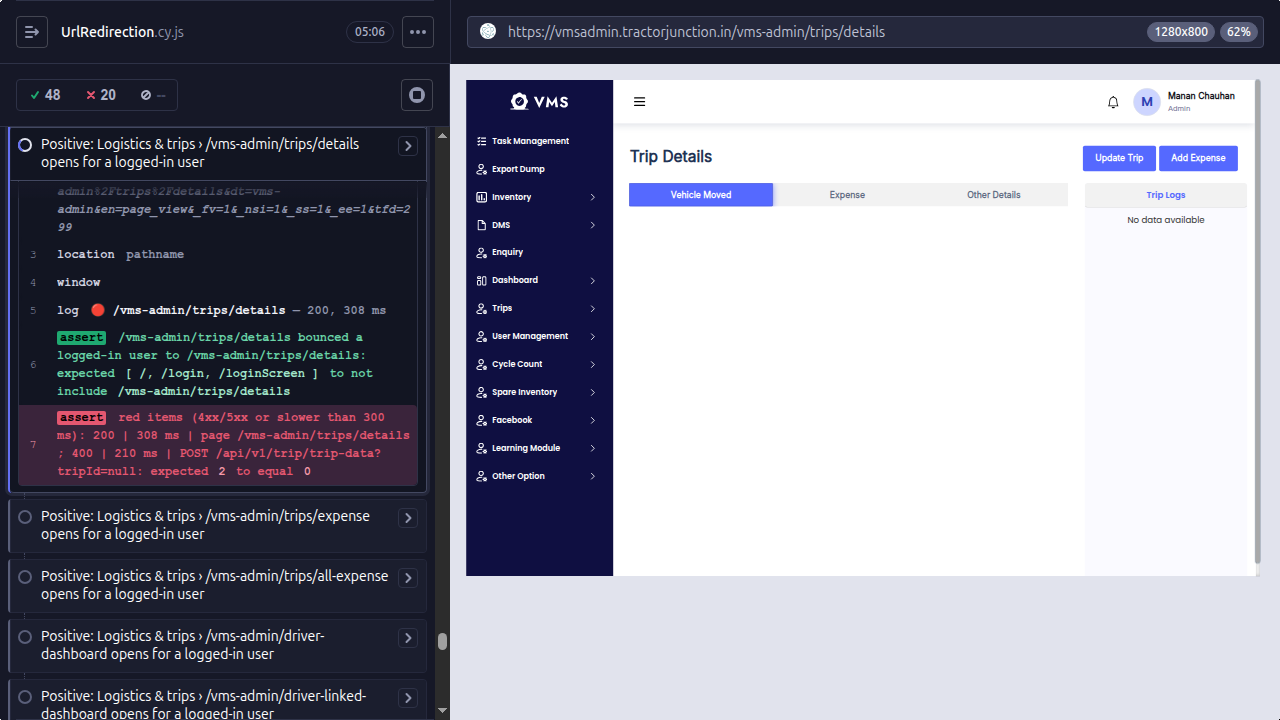 UrlRedirection.cy.js
05:06
48
20
--
Positive: Logistics & trips › /vms-admin/trips/details
opens for a logged-in user
admin%2Ftrips%2Fdetails&dt=vms-
admin&en=page_view&_fv=1&_nsi=1&_ss=1&_ee=1&tfd=2
99
3 location pathname
4 window
5 log 🔴 /vms-admin/trips/details — 200, 308 ms
assert /vms-admin/trips/details bounced a
logged-in user to /vms-admin/trips/details:
6 expected [ /, /login, /loginScreen ] to not
include /vms-admin/trips/details
assert red items (4xx/5xx or slower than 300
7 ms): 200 | 308 ms | page /vms-admin/trips/details
; 400 | 210 ms | POST /api/v1/trip/trip-data?
tripId=null: expected 2 to equal 0
Positive: Logistics & trips › /vms-admin/trips/expense
opens for a logged-in user
Positive: Logistics & trips › /vms-admin/trips/all-expense
opens for a logged-in user
Positive: Logistics & trips › /vms-admin/driver-
dashboard opens for a logged-in user
Positive: Logistics & trips › /vms-admin/driver-linked-
dashboard opens for a logged-in user
https://vmsadmin.tractorjunction.in/vms-admin/trips/details
1280x800
62%
VMS
Task Management
Export Dump
Inventory
DMS
Enquiry
Dashboard
Trips
User Management
Cycle Count
Spare Inventory
Facebook
Learning Module
Other Option
M
Manan Chauhan
Admin
Trip Details
Update Trip
Add Expense
Vehicle Moved
Expense
Other Details
Trip Logs
No data available